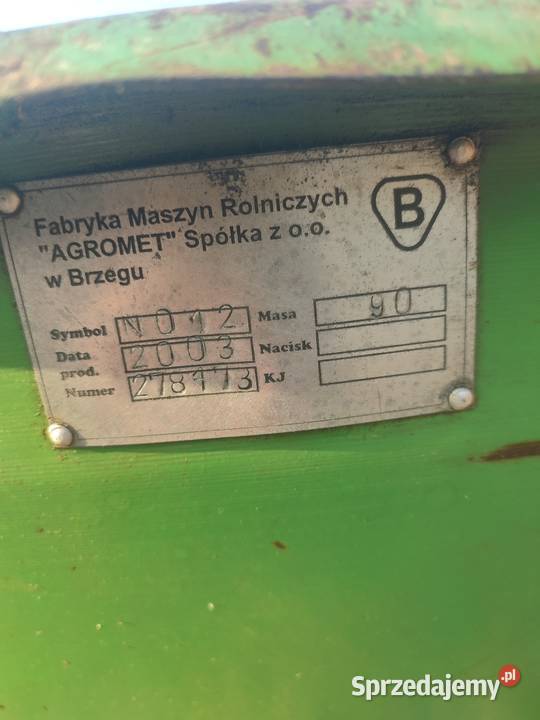 Fabryka Maszyn Rolniczych
"AGROMET" Spółka z o.o.
w Brzegu
B
Symbol N012 Masa 90
Data prod. 2003 Nacisk
Numer 278173 KJ
Sprzedajemy.pl